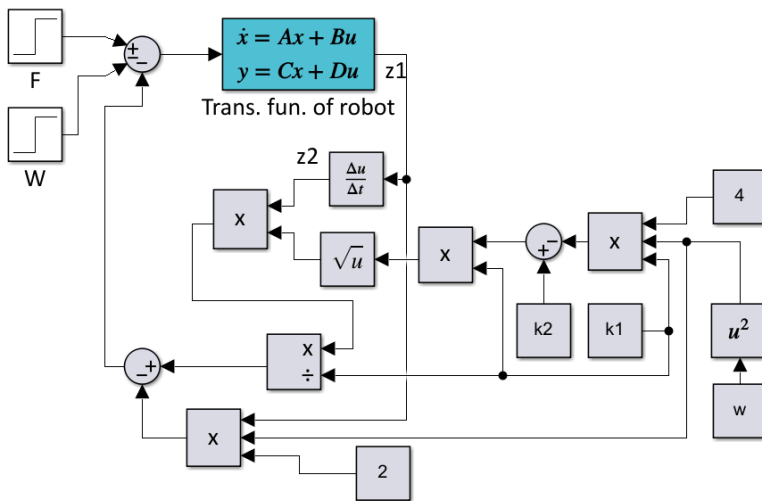 F
W
+
−
−
ẋ = Ax + Bu
y = Cx + Du
z1
Trans. fun. of robot
z2
Δu
Δt
x
√u
x
−
+
x
4
k2
k1
u²
w
x
÷
−
+
x
2